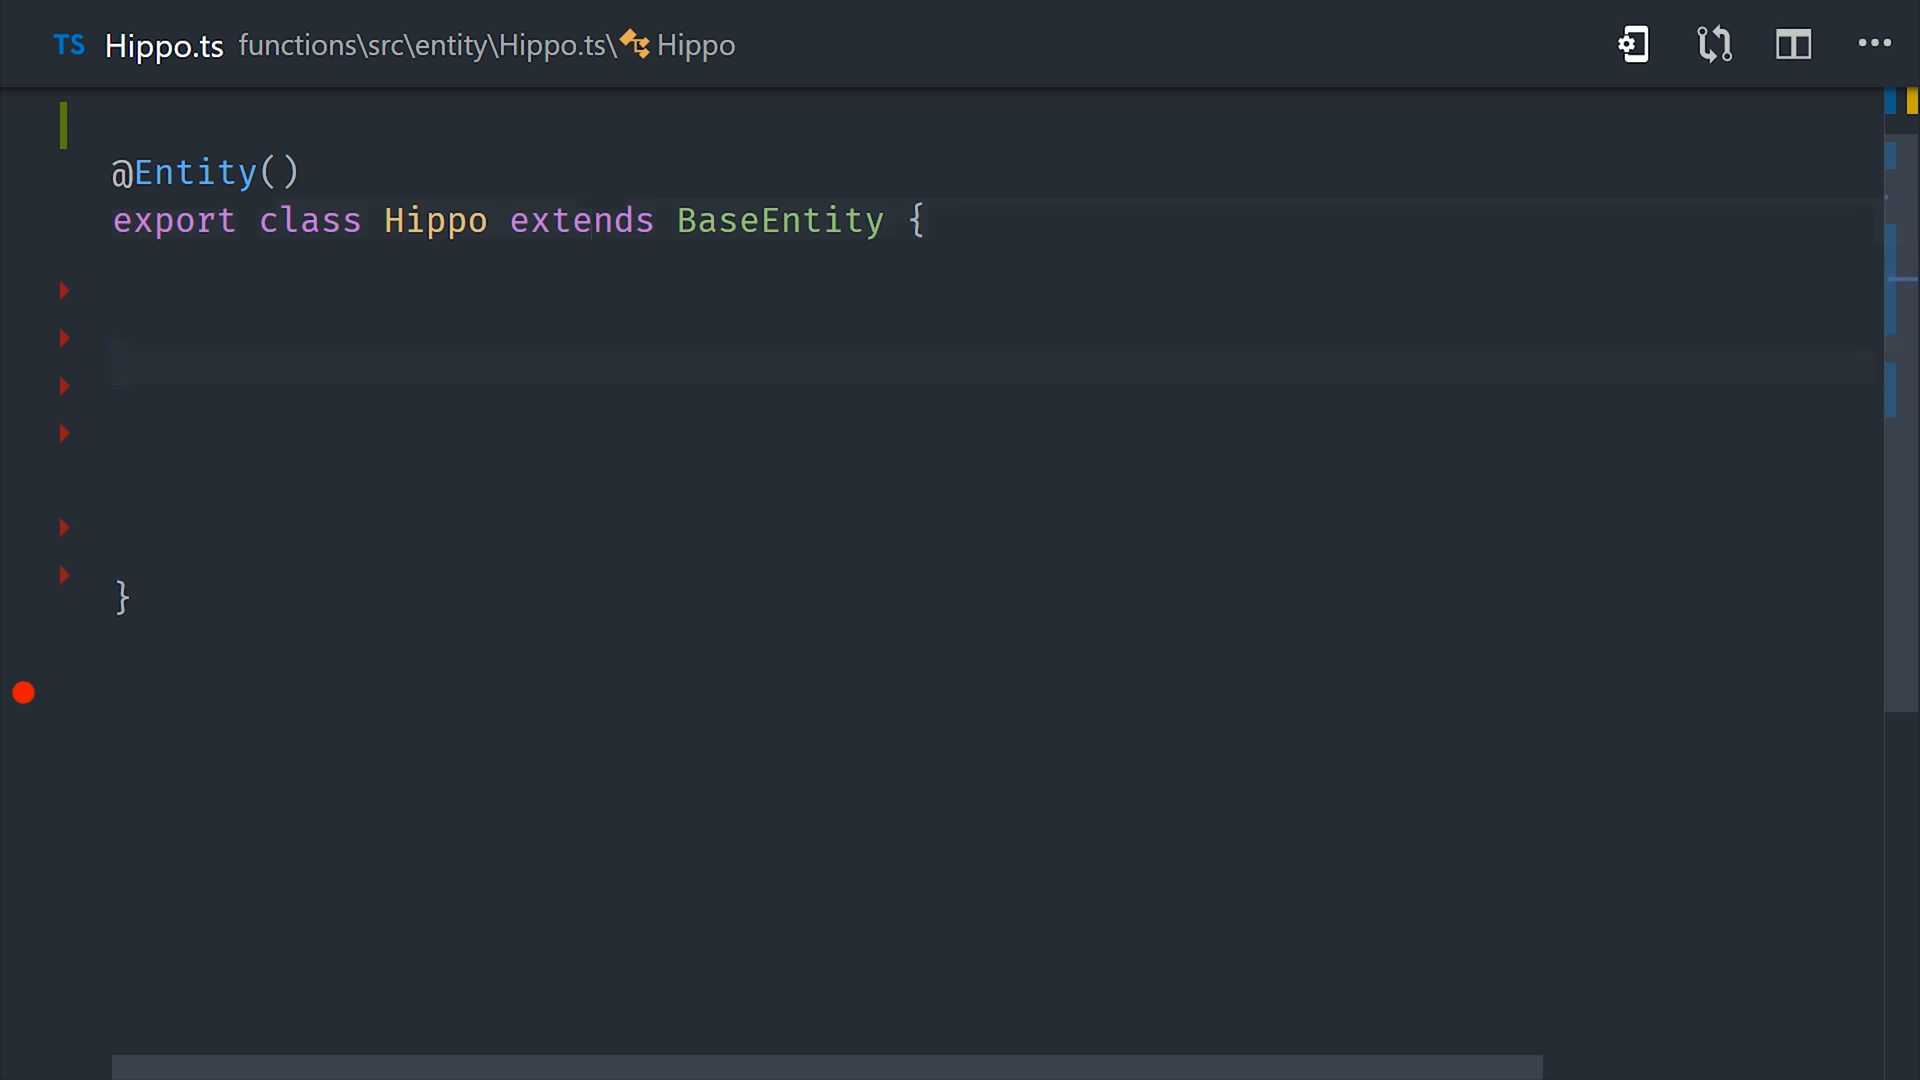 TS Hippo.ts functions\src\entity\Hippo.ts\ Hippo
@Entity()
export class Hippo extends BaseEntity {
}